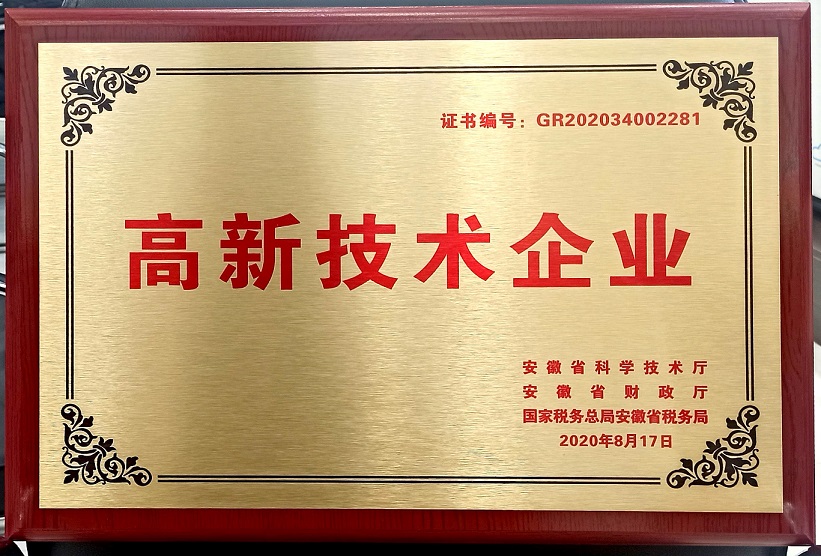 证书编号：GR202034002281
高新技术企业
安徽省科学技术厅
安徽省财政厅
国家税务总局安徽省税务局
2020年8月17日